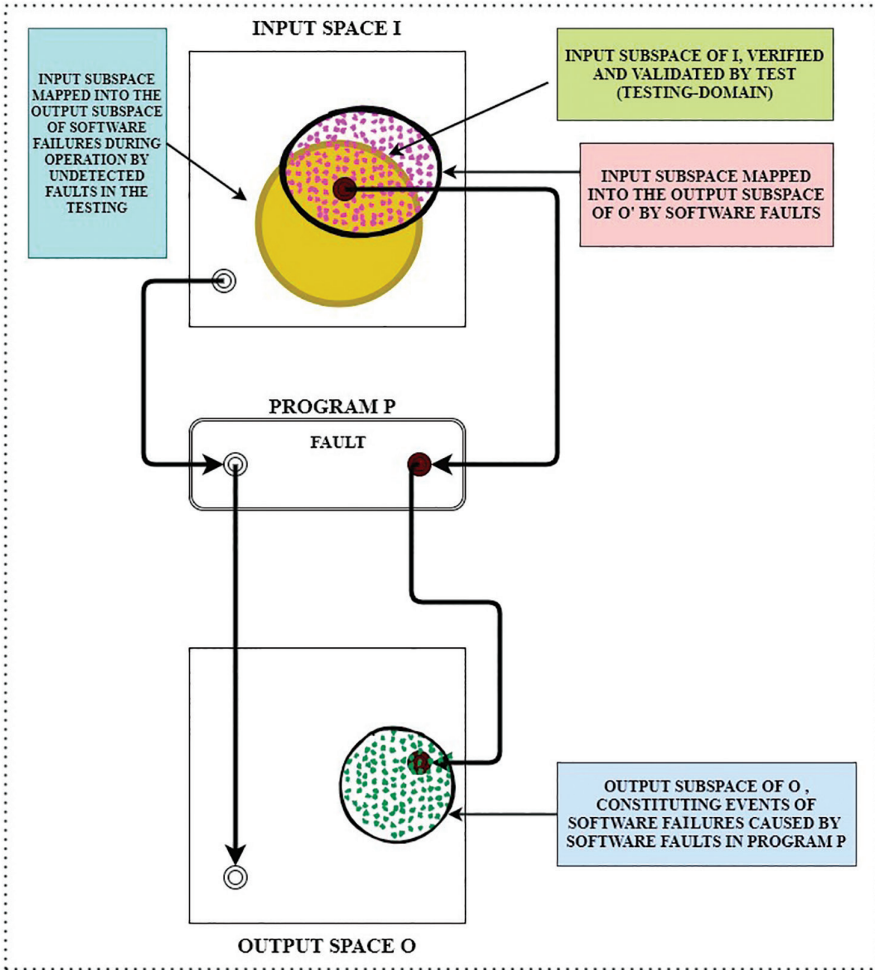 INPUT SPACE I
INPUT SUBSPACE
MAPPED INTO THE
OUTPUT SUBSPACE
OF SOFTWARE
FAILURES DURING
OPERATION BY
UNDETECTED
FAULTS IN THE
TESTING
INPUT SUBSPACE OF I, VERIFIED
AND VALIDATED BY TEST
(TESTING-DOMAIN)
INPUT SUBSPACE MAPPED
INTO THE OUTPUT SUBSPACE
OF O' BY SOFTWARE FAULTS
PROGRAM P
FAULT
OUTPUT SUBSPACE OF O ,
CONSTITUTING EVENTS OF
SOFTWARE FAILURES CAUSED BY
SOFTWARE FAULTS IN PROGRAM P
OUTPUT SPACE O